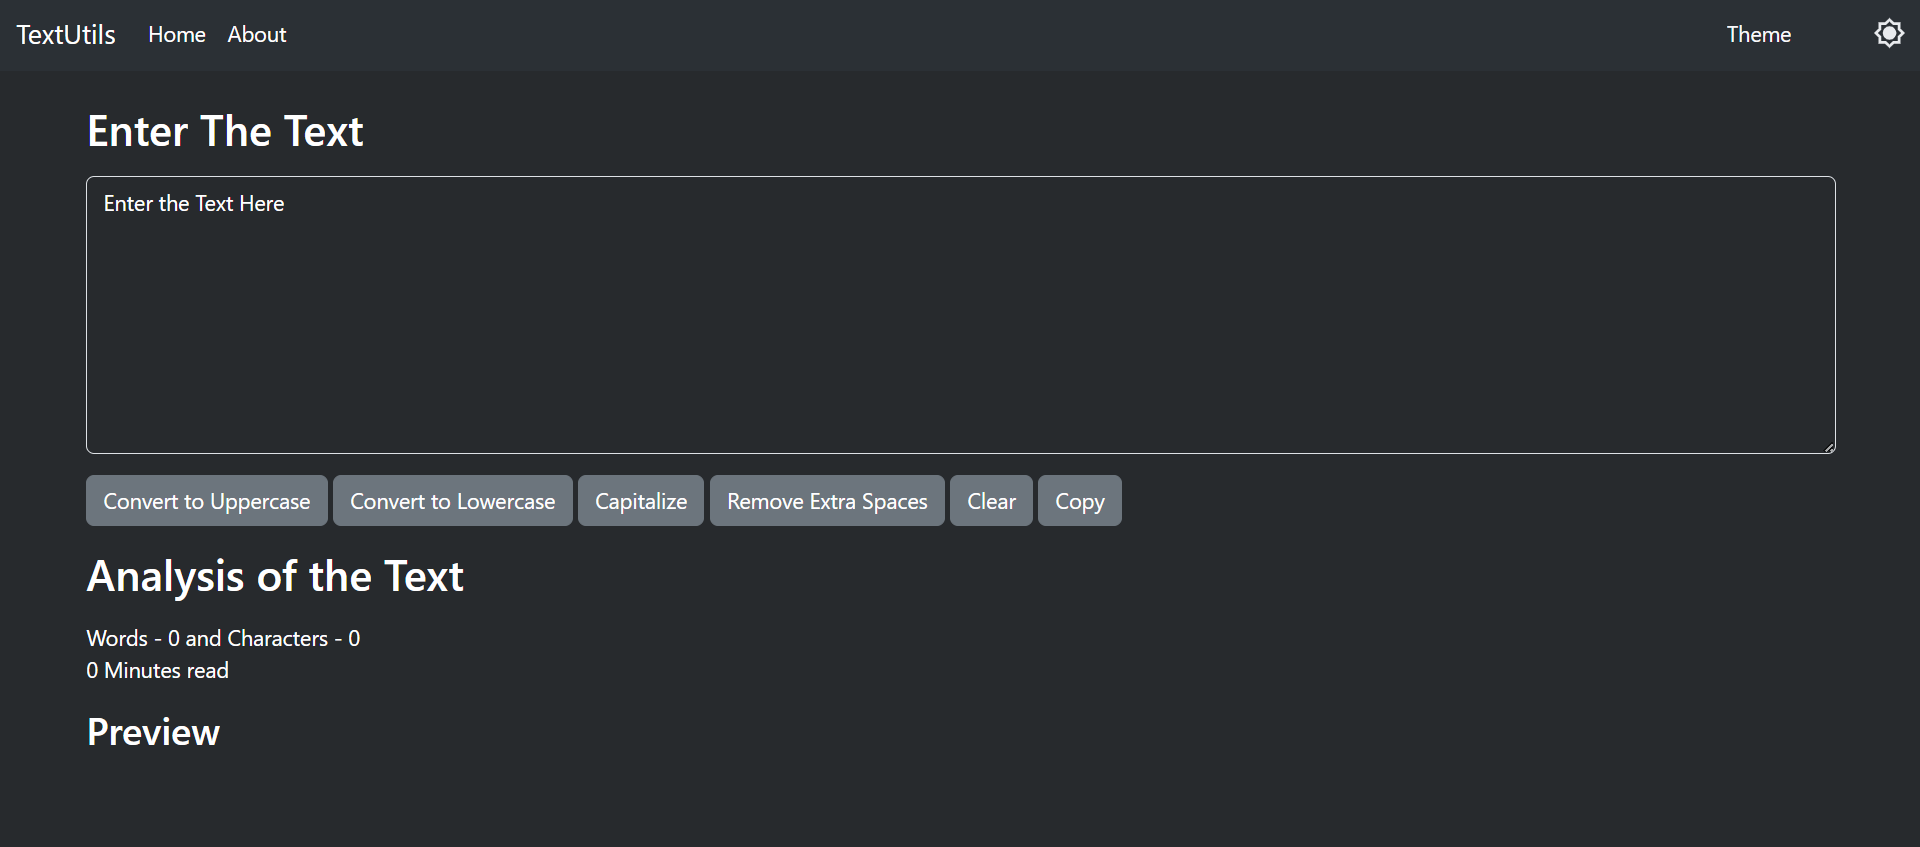 TextUtils Home About Theme
Enter The Text
Enter the Text Here
Convert to Uppercase Convert to Lowercase Capitalize Remove Extra Spaces Clear Copy
Analysis of the Text
Words - 0 and Characters - 0
0 Minutes read
Preview